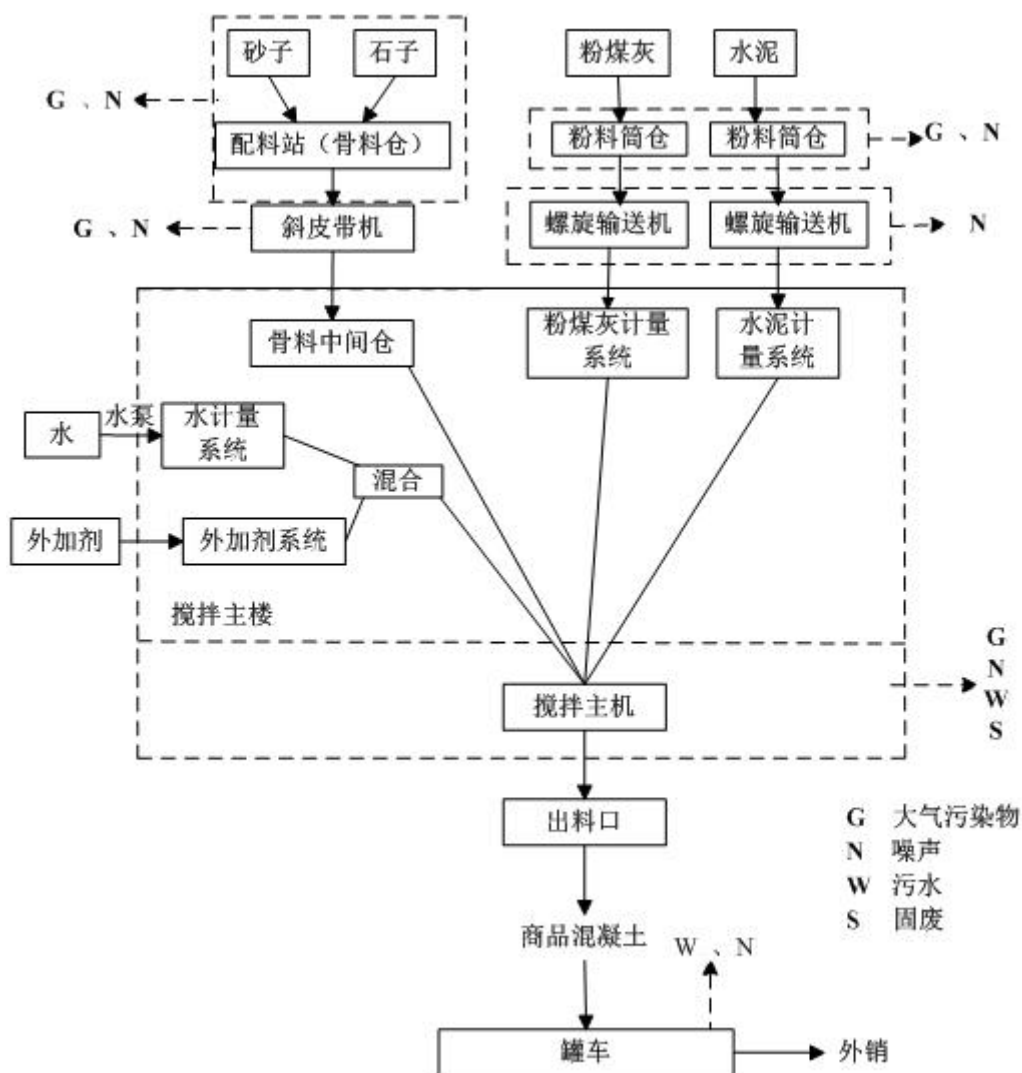 砂子
石子
粉煤灰
水泥
G 、N
配料站（骨料仓）
粉料筒仓
粉料筒仓
G 、N
G 、N
斜皮带机
螺旋输送机
螺旋输送机
N
骨料中间仓
粉煤灰计量
系统
水泥计
量系统
水
水泵
水计量
系统
混合
外加剂
外加剂系统
搅拌主楼
G
N
W
S
搅拌主机
出料口
G 大气污染物
N 噪声
W 污水
S 固废
商品混凝土
W 、N
罐车
外销